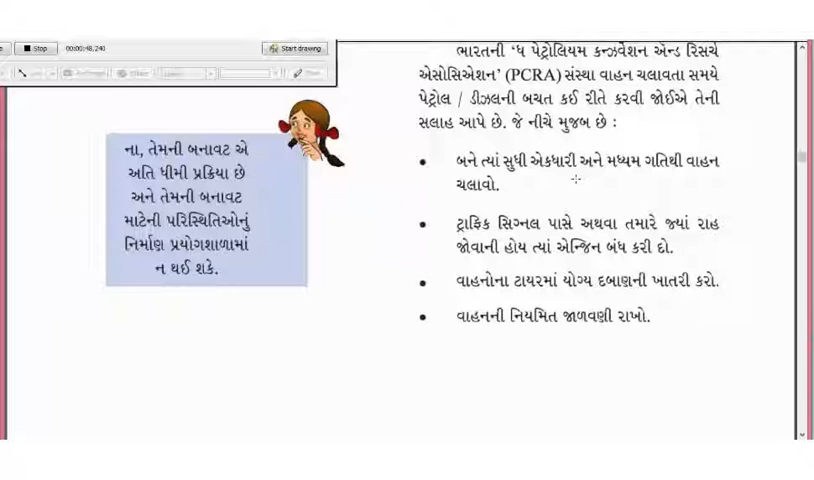 Stop
00:00:48.240
Start drawing
ભારતની 'ધ પેટ્રોલિયમ કન્ઝર્વેશન ઍન્ડ રિસર્ચ
એસોસિએશન' (PCRA) સંસ્થા વાહન ચલાવતા સમયે
પેટ્રોલ / ડીઝલની બચત કઈ રીતે કરવી જોઈએ તેની
સલાહ આપે છે. જે નીચે મુજબ છે :
• બને ત્યાં સુધી એકધારી અને મધ્યમ ગતિથી વાહન
ચલાવો.
• ટ્રાફિક સિગ્નલ પાસે અથવા તમારે જ્યાં રાહ
જોવાની હોય ત્યાં એન્જિન બંધ કરી દો.
• વાહનોના ટાયરમાં યોગ્ય દબાણની ખાતરી કરો.
• વાહનની નિયમિત જાળવણી રાખો.
ના, તેમની બનાવટ એ
અતિ ધીમી પ્રક્રિયા છે
અને તેમની બનાવટ
માટેની પરિસ્થિતિઓનું
નિર્માણ પ્રયોગશાળામાં
ન થઈ શકે.